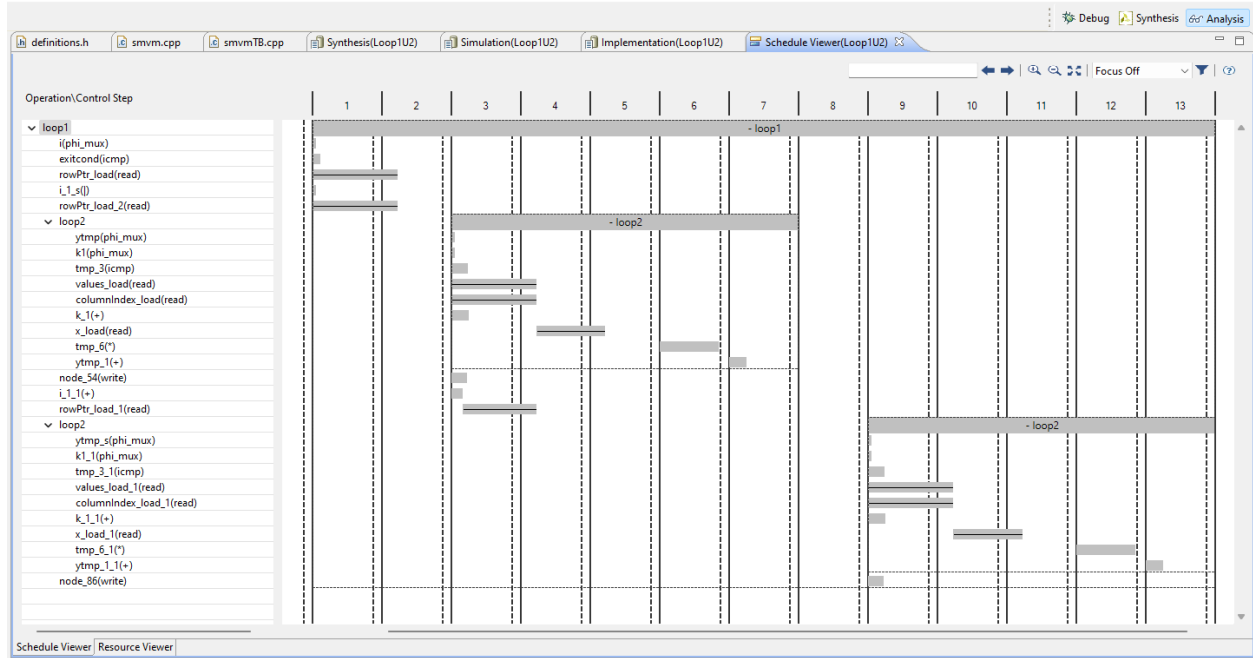 Debug Synthesis Analysis
definitions.h smvm.cpp smvmTB.cpp Synthesis(Loop1U2) Simulation(Loop1U2) Implementation(Loop1U2) Schedule Viewer(Loop1U2)
Focus Off
Operation\Control Step 1 2 3 4 5 6 7 8 9 10 11 12 13
loop1 - loop1
i(phi_mux)
exitcond(icmp)
rowPtr_load(read)
i_1_s(|)
rowPtr_load_2(read)
loop2 - loop2
ytmp(phi_mux)
k1(phi_mux)
tmp_3(icmp)
values_load(read)
columnIndex_load(read)
k_1(+)
x_load(read)
tmp_6(*)
ytmp_1(+)
node_54(write)
i_1_1(+)
rowPtr_load_1(read)
loop2 - loop2
ytmp_s(phi_mux)
k1_1(phi_mux)
tmp_3_1(icmp)
values_load_1(read)
columnIndex_load_1(read)
k_1_1(+)
x_load_1(read)
tmp_6_1(*)
ytmp_1_1(+)
node_86(write)
Schedule Viewer Resource Viewer